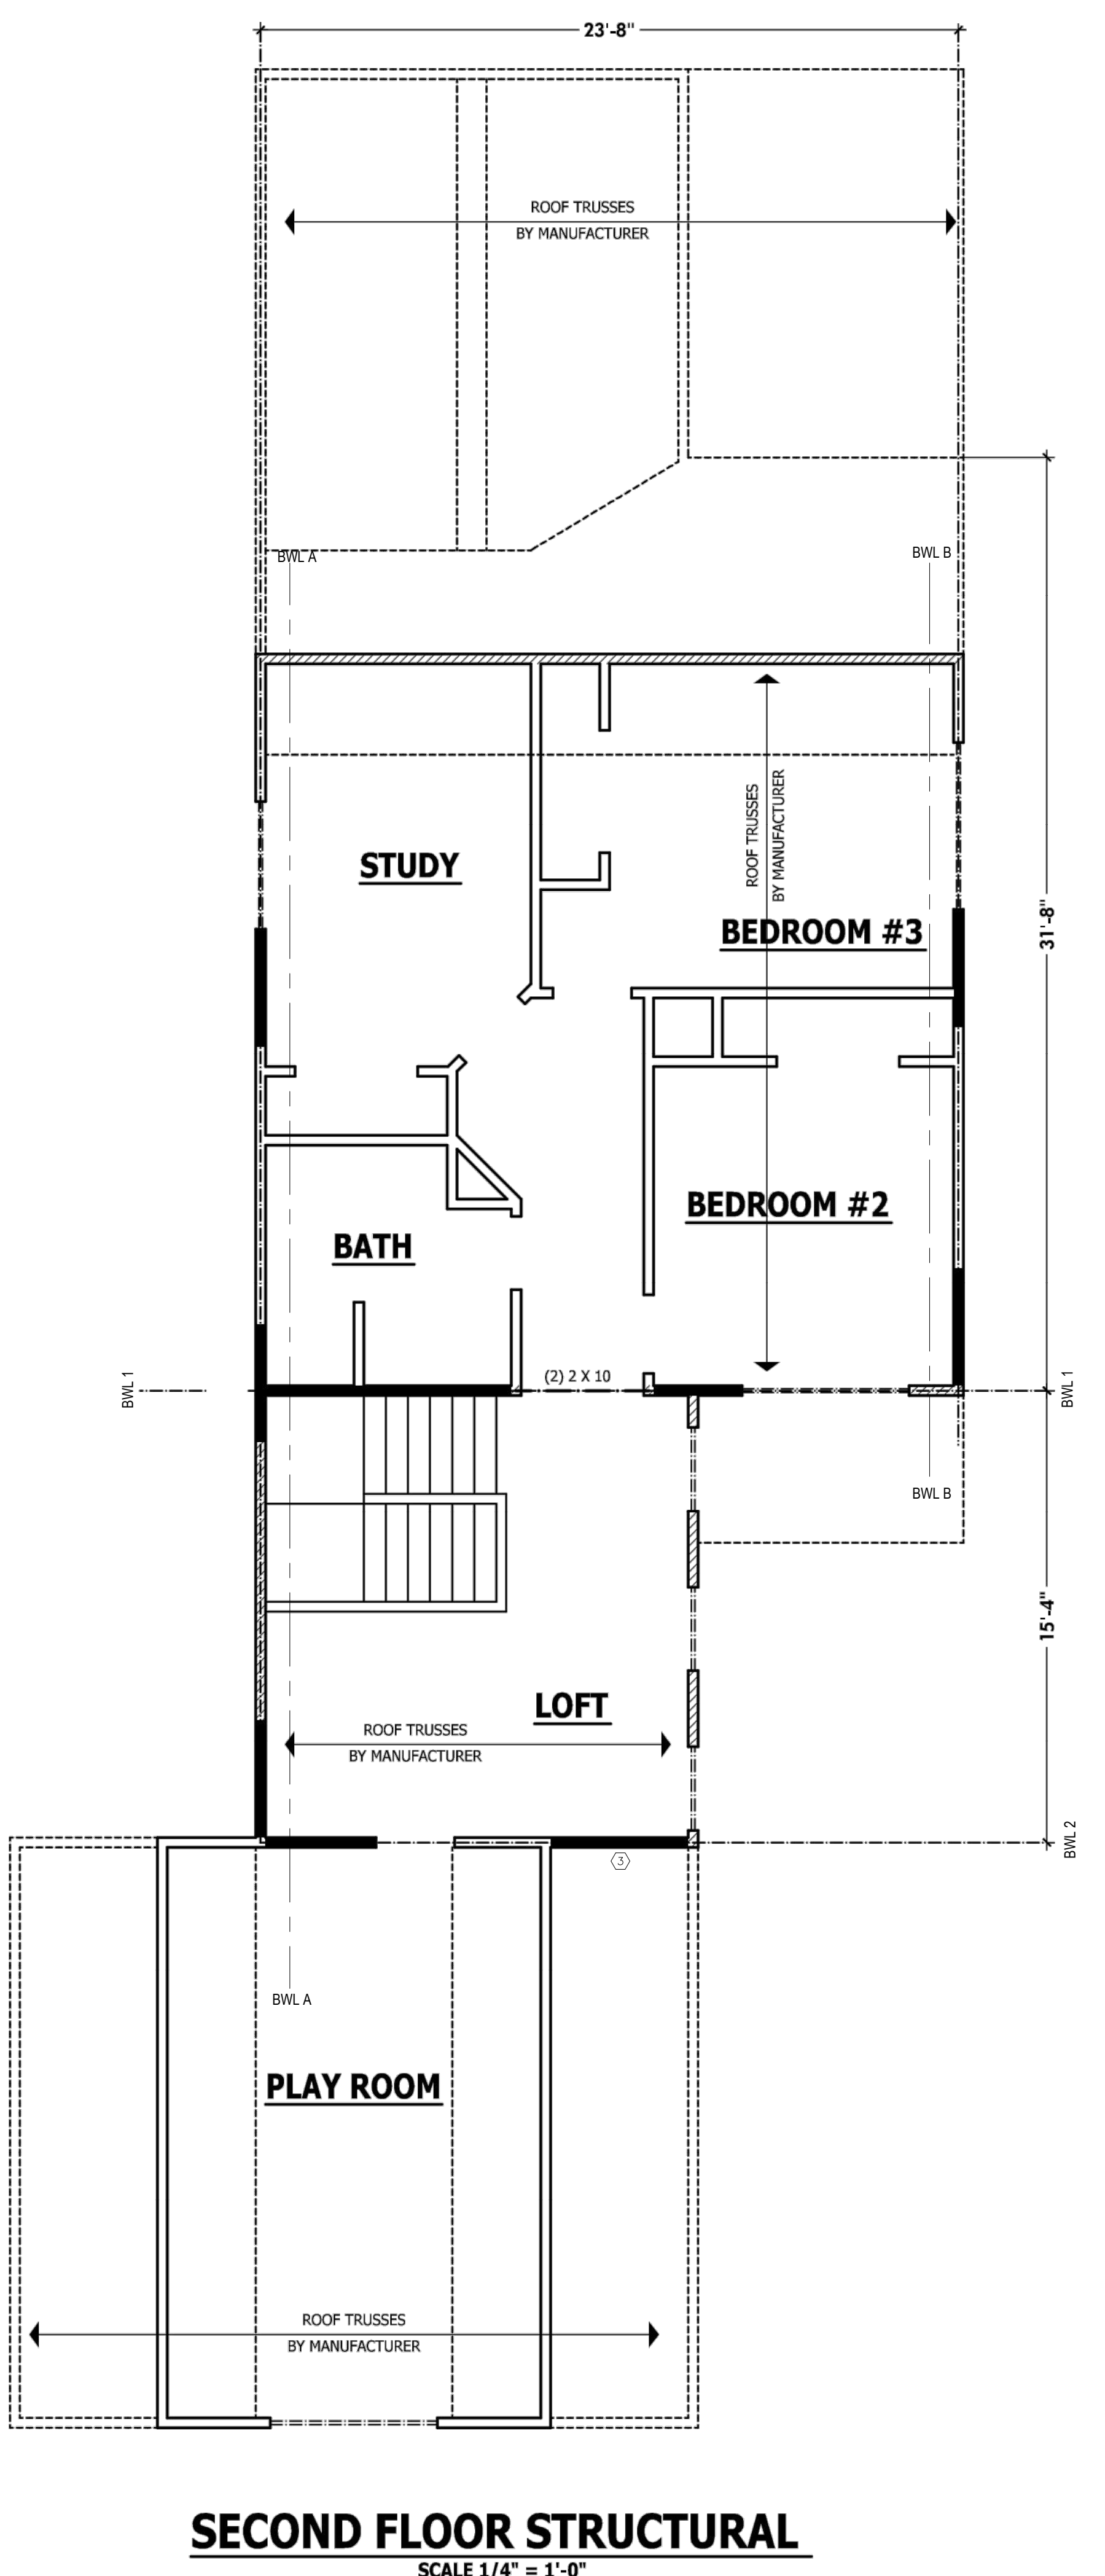 23'-8"
ROOF TRUSSES
BY MANUFACTURER
BWL A
BWL B
ROOF TRUSSES
BY MANUFACTURER
STUDY
BEDROOM #3
31'-8"
BEDROOM #2
BATH
(2) 2 X 10
BWL 1
BWL 1
BWL B
15'-4"
LOFT
ROOF TRUSSES
BY MANUFACTURER
BWL 2
3
BWL A
PLAY ROOM
ROOF TRUSSES
BY MANUFACTURER
SECOND FLOOR STRUCTURAL
SCALE 1/4" = 1'-0"